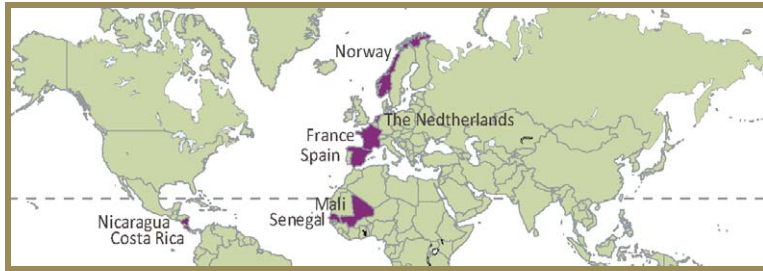 Norway
The Nedtherlands
France
Spain
Mali
Senegal
Nicaragua
Costa Rica